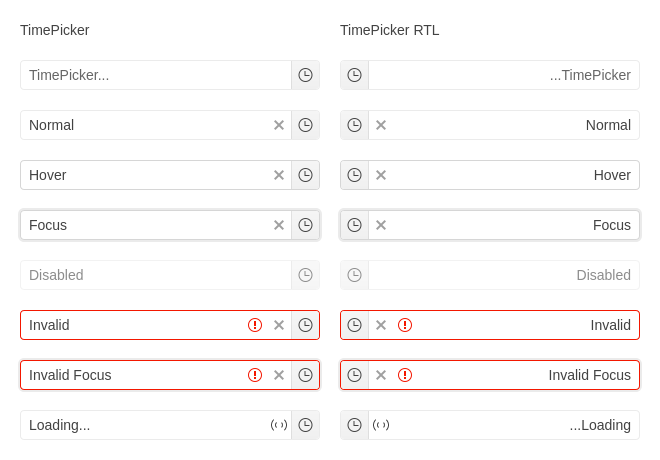 TimePicker
TimePicker RTL
TimePicker...
...TimePicker
Normal
Normal
Hover
Hover
Focus
Focus
Disabled
Disabled
Invalid
Invalid
Invalid Focus
Invalid Focus
Loading...
...Loading